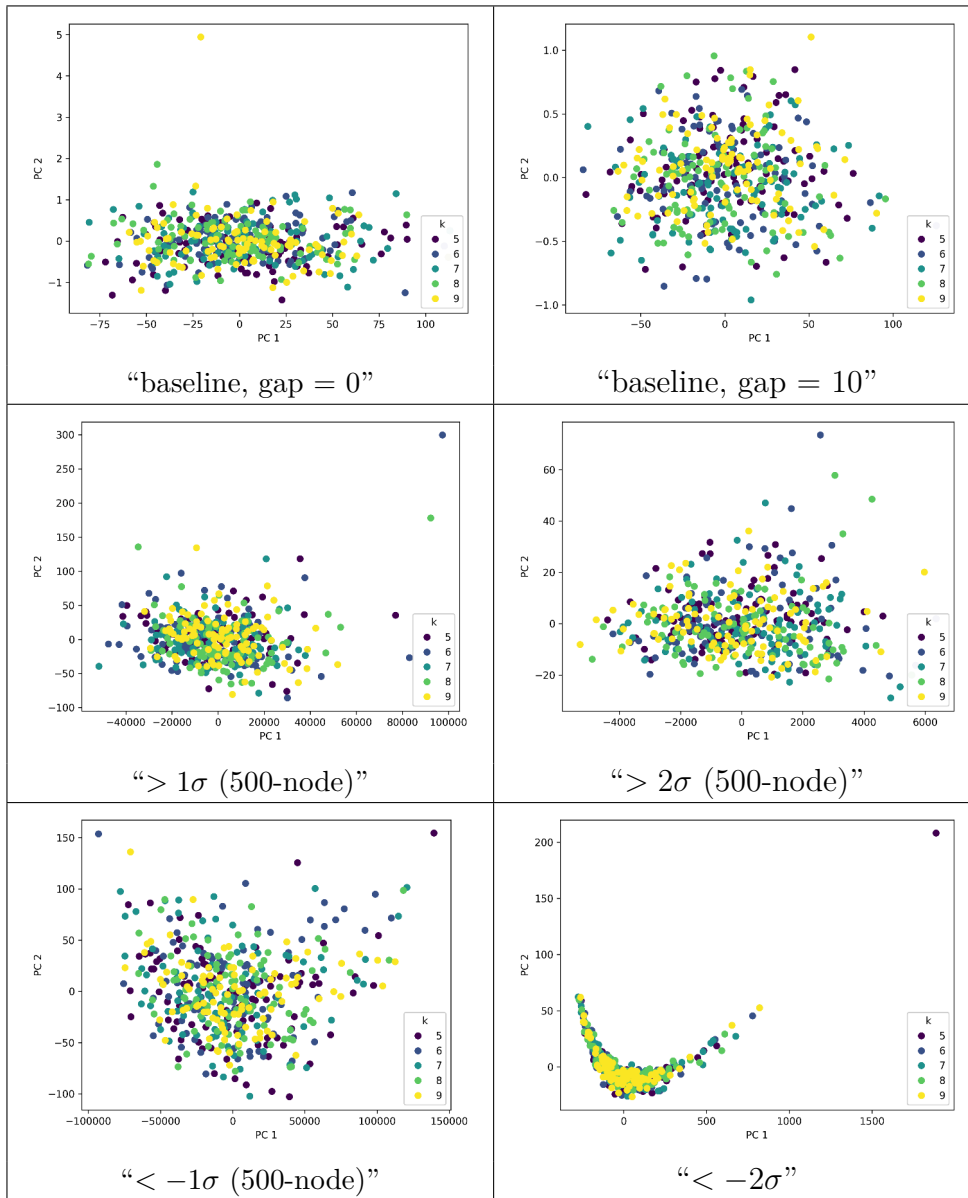 5
4
3
2
1
0
−1
PC 2
−75 −50 −25 0 25 50 75 100
PC 1
k
5
6
7
8
9
“baseline, gap = 0”
1.0
0.5
0.0
−0.5
−1.0
PC 2
−50 0 50 100
PC 1
k
5
6
7
8
9
“baseline, gap = 10”
300
250
200
150
100
50
0
−50
−100
PC 2
−40000 −20000 0 20000 40000 60000 80000 100000
PC 1
k
5
6
7
8
9
“> 1σ (500-node)”
60
40
20
0
−20
PC 2
−4000 −2000 0 2000 4000 6000
PC 1
k
5
6
7
8
9
“> 2σ (500-node)”
150
100
50
0
−50
−100
PC 2
−100000 −50000 0 50000 100000 150000
PC 1
k
5
6
7
8
9
“< −1σ (500-node)”
200
150
100
50
0
PC 2
0 500 1000 1500
PC 1
k
5
6
7
8
9
“< −2σ”